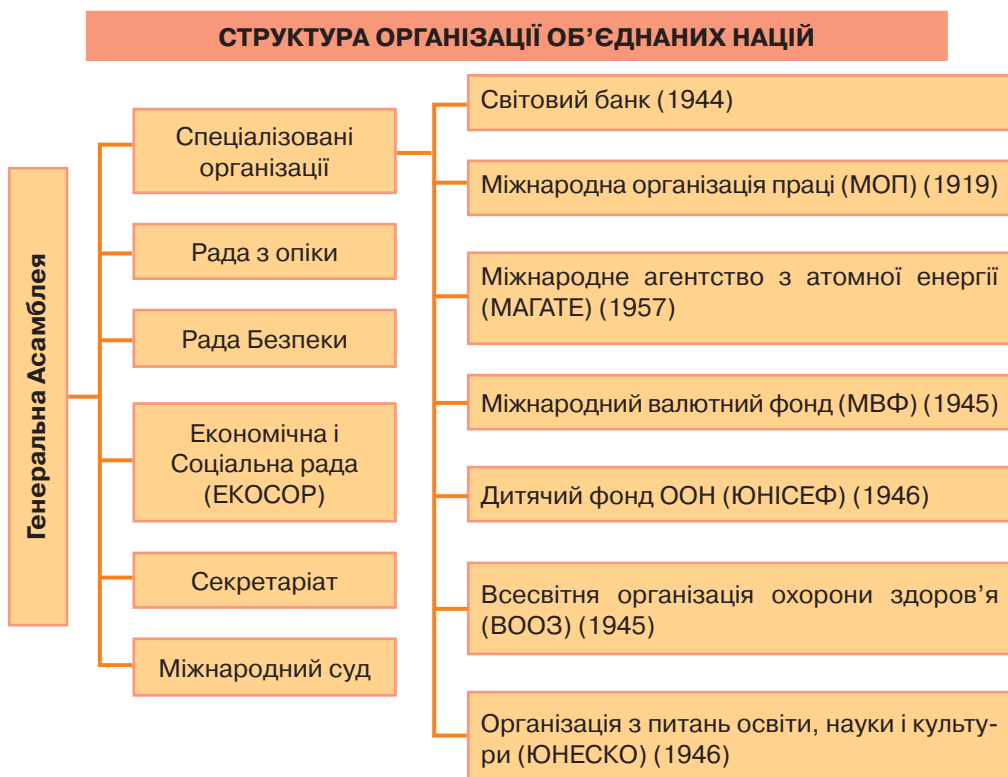 СТРУКТУРА ОРГАНІЗАЦІЇ ОБ’ЄДНАНИХ НАЦІЙ
Генеральна Асамблея
Спеціалізовані
організації
Рада з опіки
Рада Безпеки
Економічна і
Соціальна рада
(ЕКОСОР)
Секретаріат
Міжнародний суд
Світовий банк (1944)
Міжнародна організація праці (МОП) (1919)
Міжнародне агентство з атомної енергії
(МАГАТЕ) (1957)
Міжнародний валютний фонд (МВФ) (1945)
Дитячий фонд ООН (ЮНІСЕФ) (1946)
Всесвітня організація охорони здоров’я
(ВООЗ) (1945)
Організація з питань освіти, науки і культу-
ри (ЮНЕСКО) (1946)